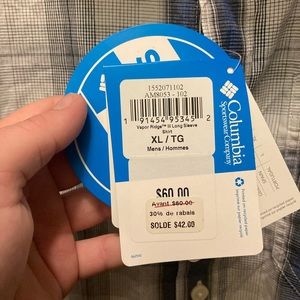 1552071102
AM8053 - 102
1 91454 95345 2
Vapor Ridge™ III Long Sleeve
Shirt
XL / TG
Mens / Hommes
$60.00
Avant $60.00
30% de rabais
SOLDE $42.00
Columbia
Sportswear Company